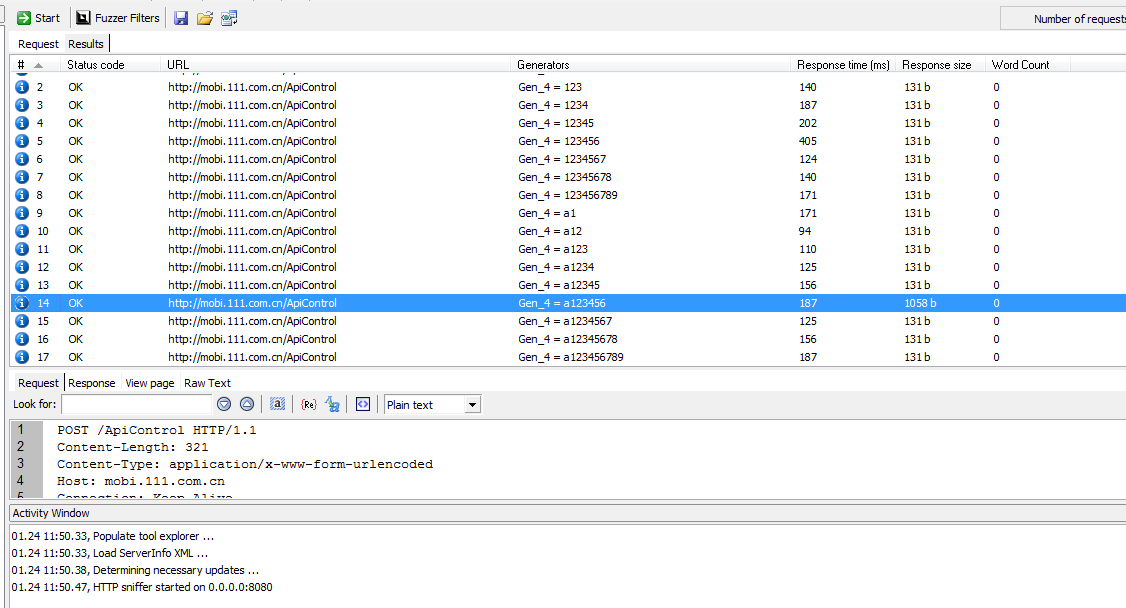 Start Fuzzer Filters Number of requests
Request Results
# Status code URL Generators Response time (ms) Response size Word Count
2 OK http://mobi.111.com.cn/ApiControl Gen_4 = 123 140 131 b 0
3 OK http://mobi.111.com.cn/ApiControl Gen_4 = 1234 187 131 b 0
4 OK http://mobi.111.com.cn/ApiControl Gen_4 = 12345 202 131 b 0
5 OK http://mobi.111.com.cn/ApiControl Gen_4 = 123456 405 131 b 0
6 OK http://mobi.111.com.cn/ApiControl Gen_4 = 1234567 124 131 b 0
7 OK http://mobi.111.com.cn/ApiControl Gen_4 = 12345678 140 131 b 0
8 OK http://mobi.111.com.cn/ApiControl Gen_4 = 123456789 171 131 b 0
9 OK http://mobi.111.com.cn/ApiControl Gen_4 = a1 171 131 b 0
10 OK http://mobi.111.com.cn/ApiControl Gen_4 = a12 94 131 b 0
11 OK http://mobi.111.com.cn/ApiControl Gen_4 = a123 110 131 b 0
12 OK http://mobi.111.com.cn/ApiControl Gen_4 = a1234 125 131 b 0
13 OK http://mobi.111.com.cn/ApiControl Gen_4 = a12345 156 131 b 0
14 OK http://mobi.111.com.cn/ApiControl Gen_4 = a123456 187 1058 b 0
15 OK http://mobi.111.com.cn/ApiControl Gen_4 = a1234567 125 131 b 0
16 OK http://mobi.111.com.cn/ApiControl Gen_4 = a12345678 156 131 b 0
17 OK http://mobi.111.com.cn/ApiControl Gen_4 = a123456789 187 131 b 0
Request Response View page Raw Text
Look for: a (Re) Plain text
1 POST /ApiControl HTTP/1.1
2 Content-Length: 321
3 Content-Type: application/x-www-form-urlencoded
4 Host: mobi.111.com.cn
5 Connection: Keep-Alive
Activity Window
01.24 11:50.33, Populate tool explorer ...
01.24 11:50.33, Load ServerInfo XML ...
01.24 11:50.38, Determining necessary updates ...
01.24 11:50.47, HTTP sniffer started on 0.0.0.0:8080